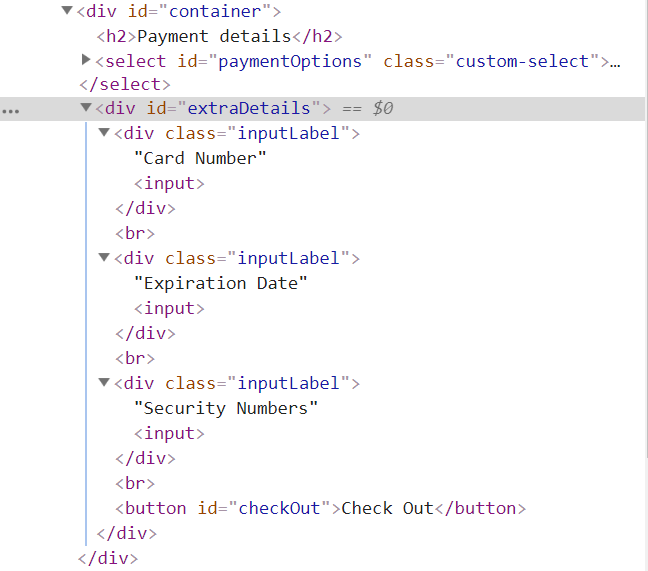 ▼<div id="container">
<h2>Payment details</h2>
▶<select id="paymentOptions" class="custom-select">…
</select>
… ▼<div id="extraDetails"> == $0
▼<div class="inputLabel">
"Card Number"
<input>
</div>
<br>
▼<div class="inputLabel">
"Expiration Date"
<input>
</div>
<br>
▼<div class="inputLabel">
"Security Numbers"
<input>
</div>
<br>
<button id="checkOut">Check Out</button>
</div>
</div>